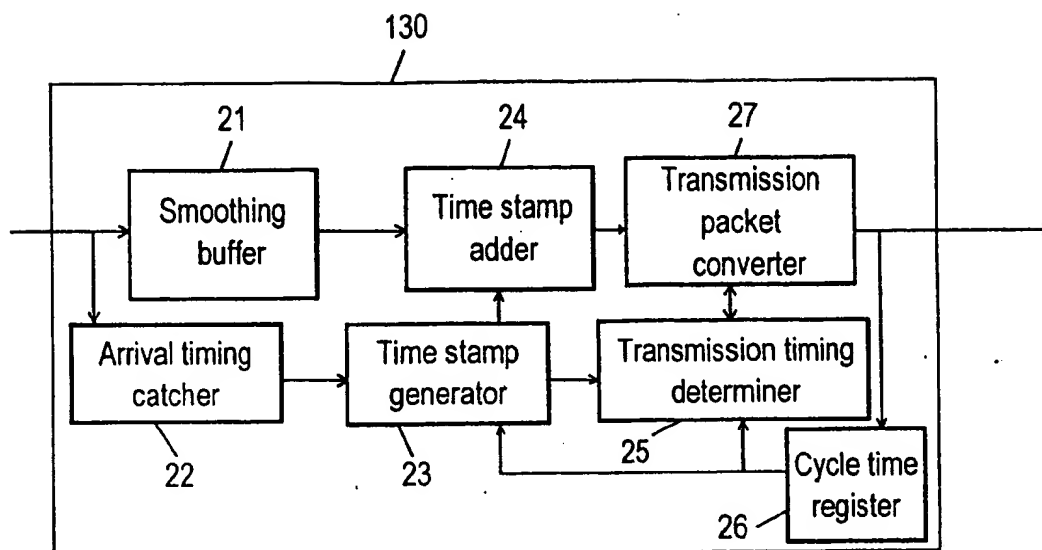 130
21
24
27
Smoothing
buffer
Time stamp
adder
Transmission
packet
converter
Arrival timing
catcher
Time stamp
generator
Transmission timing
determiner
22
23
25
Cycle time
register
26